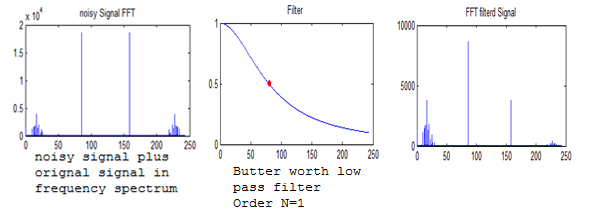 noisy Signal FFT
× 10^4
2
1.5
1
0.5
0
0 50 100 150 200 250
noisy signal plus
orignal signal in
frequency spectrum
Filter
1
0.5
0
0 50 100 150 200 250
Butter worth low
pass filter
Order N=1
FFT filterd Signal
10000
5000
0
0 50 100 150 200 250